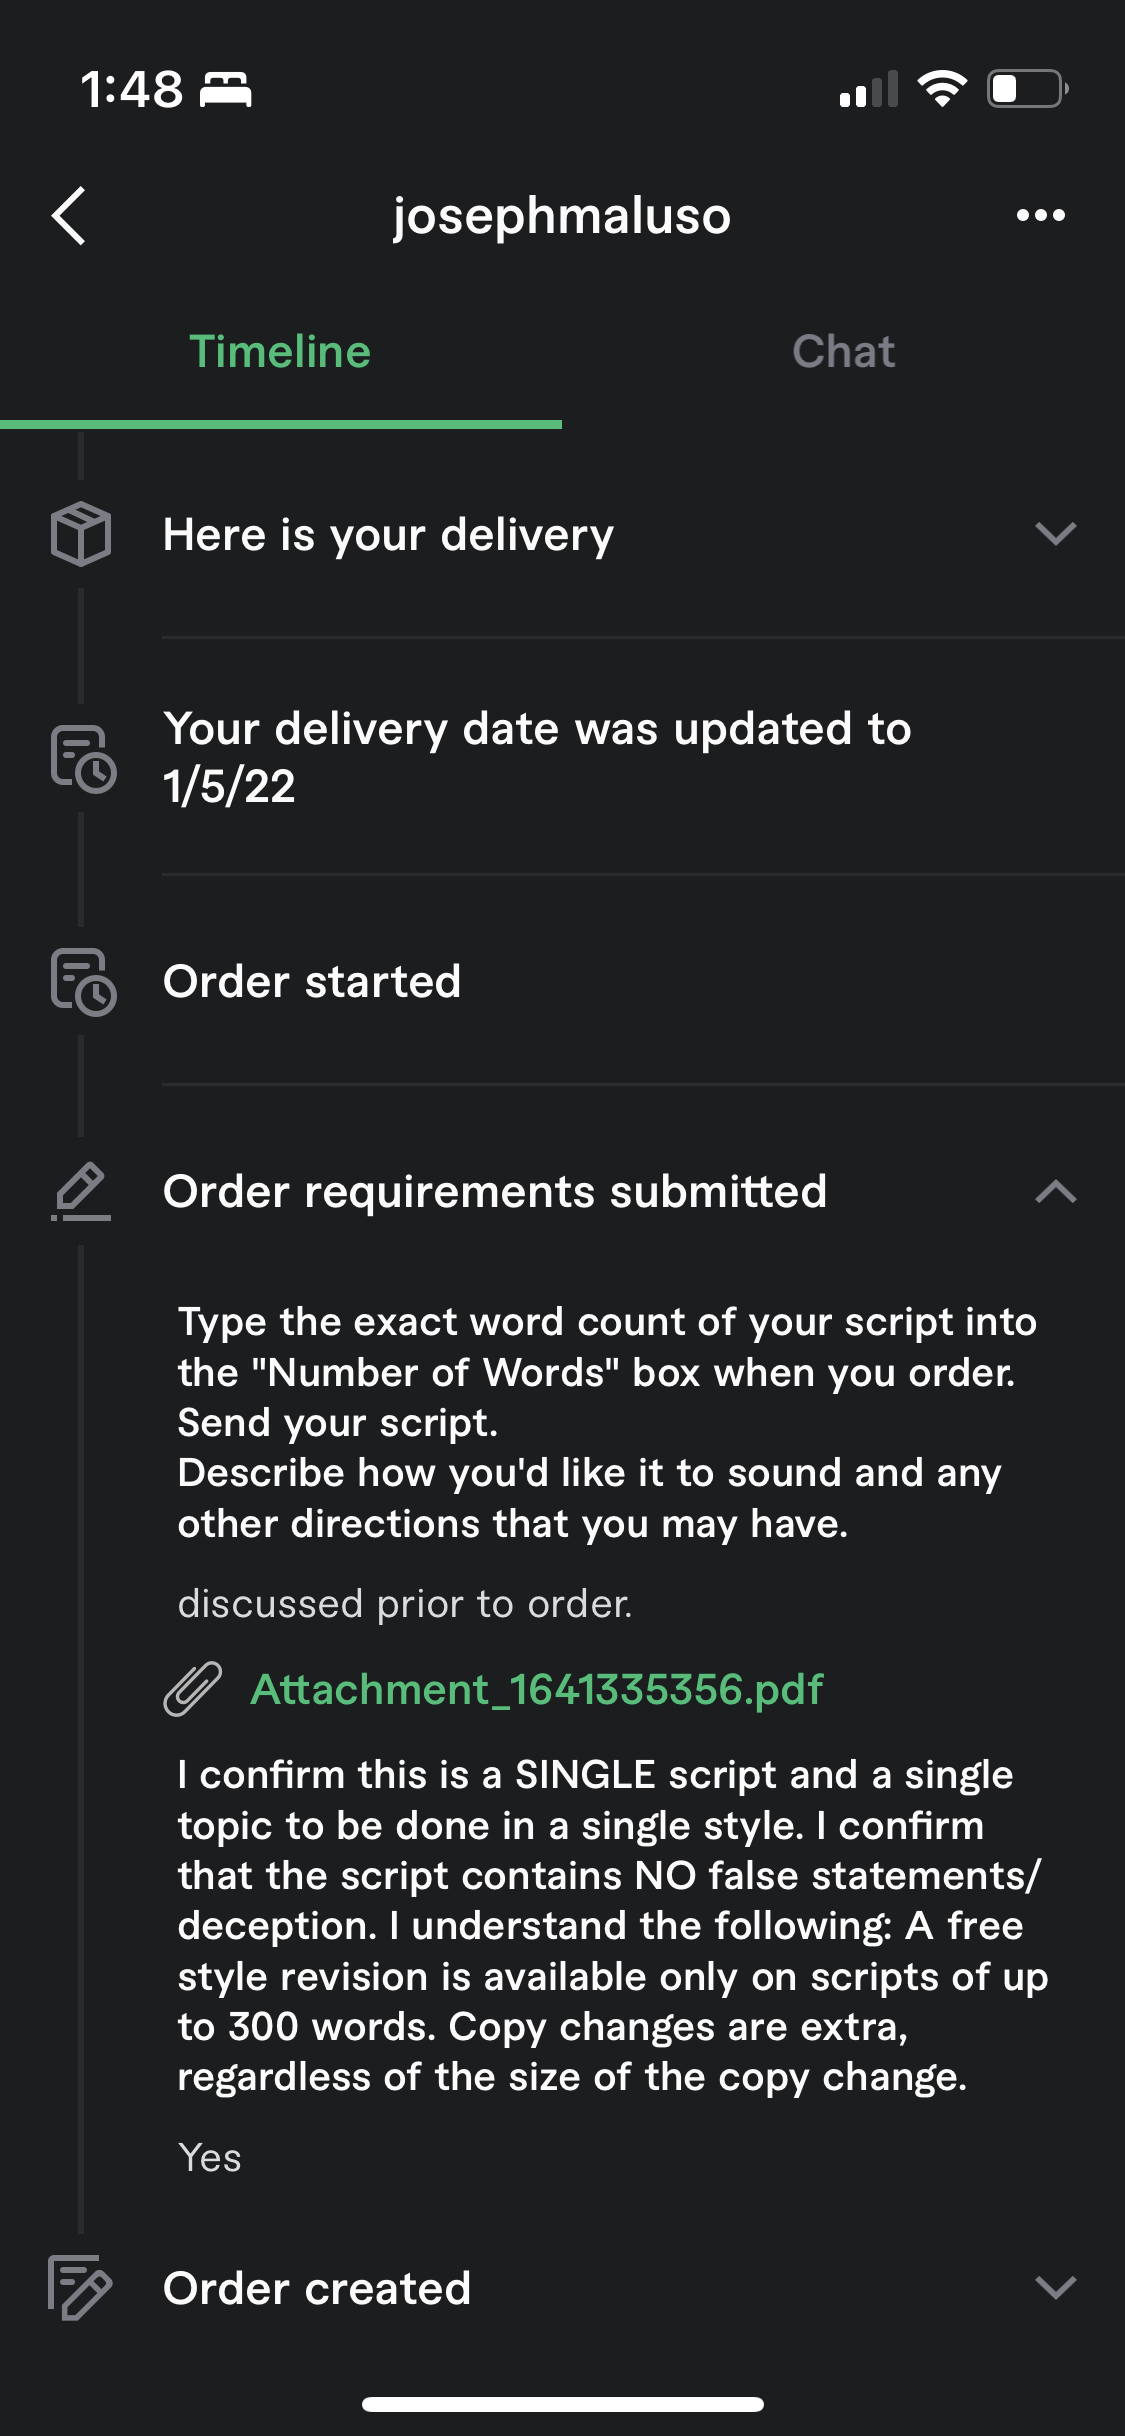 1:48
josephmaluso
Timeline
Chat
Here is your delivery
Your delivery date was updated to
1/5/22
Order started
Order requirements submitted
Type the exact word count of your script into
the "Number of Words" box when you order.
Send your script.
Describe how you'd like it to sound and any
other directions that you may have.
discussed prior to order.
Attachment_1641335356.pdf
I confirm this is a SINGLE script and a single
topic to be done in a single style. I confirm
that the script contains NO false statements/
deception. I understand the following: A free
style revision is available only on scripts of up
to 300 words. Copy changes are extra,
regardless of the size of the copy change.
Yes
Order created